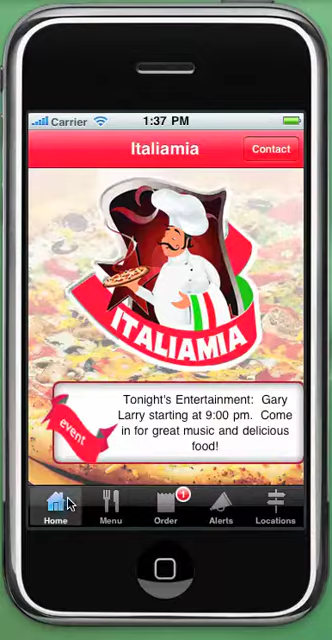 Carrier 1:37 PM
Italiamia
Contact
ITALIAMIA
event
Tonight's Entertainment: Gary
Larry starting at 9:00 pm. Come
in for great music and delicious
food!
1
Home Menu Order Alerts Locations